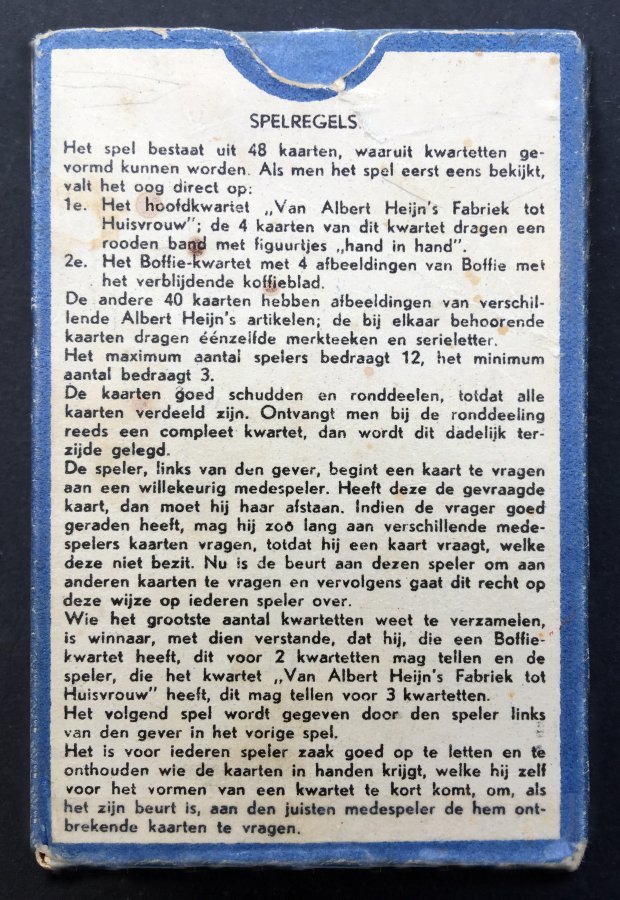 SPELREGELS.
Het spel bestaat uit 48 kaarten, waaruit kwartetten ge-
vormd kunnen worden. Als men het spel eerst eens bekijkt,
valt het oog direct op:
1e. Het hoofdkwartet „Van Albert Heijn's Fabriek tot
Huisvrouw"; de 4 kaarten van dit kwartet dragen een
rooden band met figuurtjes „hand in hand".
2e. Het Boffie-kwartet met 4 afbeeldingen van Boffie met
het verblijdende koffieblad.
De andere 40 kaarten hebben afbeeldingen van verschil-
lende Albert Heijn's artikelen; de bij elkaar behoorende
kaarten dragen éénzelfde merkteeken en serieletter.
Het maximum aantal spelers bedraagt 12, het minimum
aantal bedraagt 3.
De kaarten goed schudden en ronddeelen, totdat alle
kaarten verdeeld zijn. Ontvangt men bij de ronddeeling
reeds een compleet kwartet, dan wordt dit dadelijk ter-
zijde gelegd.
De speler, links van den gever, begint een kaart te vragen
aan een willekeurig medespeler. Heeft deze de gevraagde
kaart, dan moet hij haar afstaan. Indien de vrager goed
geraden heeft, mag hij zoo lang aan verschillende mede-
spelers kaarten vragen, totdat hij een kaart vraagt, welke
deze niet bezit. Nu is de beurt aan dezen speler om aan
anderen kaarten te vragen en vervolgens gaat dit recht op
deze wijze op iederen speler over.
Wie het grootste aantal kwartetten weet te verzamelen,
is winnaar, met dien verstande, dat hij, die een Boffie-
kwartet heeft, dit voor 2 kwartetten mag tellen en de
speler, die het kwartet „Van Albert Heijn's Fabriek tot
Huisvrouw" heeft, dit mag tellen voor 3 kwartetten.
Het volgend spel wordt gegeven door den speler links
van den gever in het vorige spel.
Het is voor iederen speler zaak goed op te letten en te
onthouden wie de kaarten in handen krijgt, welke hij zelf
voor het vormen van een kwartet te kort komt, om, als
het zijn beurt is, aan den juisten medespeler de hem ont-
brekende kaarten te vragen.